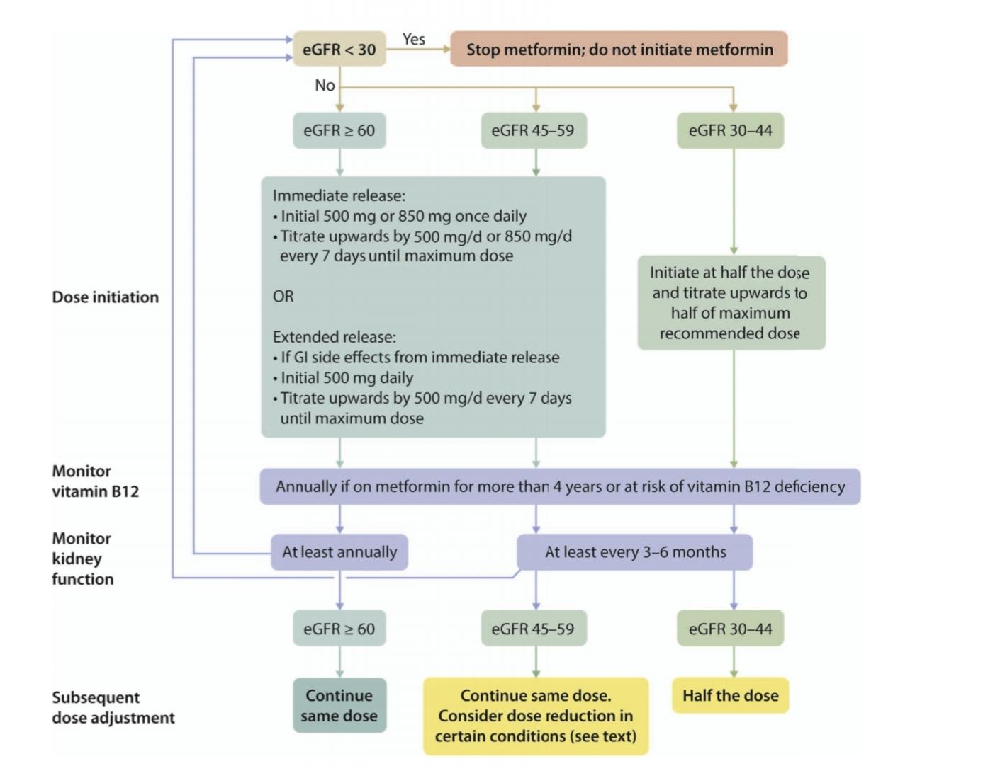 eGFR < 30
Yes
Stop metformin; do not initiate metformin
No
eGFR ≥ 60
eGFR 45–59
eGFR 30–44
Dose initiation
Immediate release:
• Initial 500 mg or 850 mg once daily
• Titrate upwards by 500 mg/d or 850 mg/d
every 7 days until maximum dose
OR
Extended release:
• If GI side effects from immediate release
• Initial 500 mg daily
• Titrate upwards by 500 mg/d every 7 days
until maximum dose
Initiate at half the dose
and titrate upwards to
half of maximum
recommended dose
Monitor
vitamin B12
Annually if on metformin for more than 4 years or at risk of vitamin B12 deficiency
Monitor
kidney
function
At least annually
At least every 3–6 months
eGFR ≥ 60
eGFR 45–59
eGFR 30–44
Subsequent
dose adjustment
Continue
same dose
Continue same dose.
Consider dose reduction in
certain conditions (see text)
Half the dose